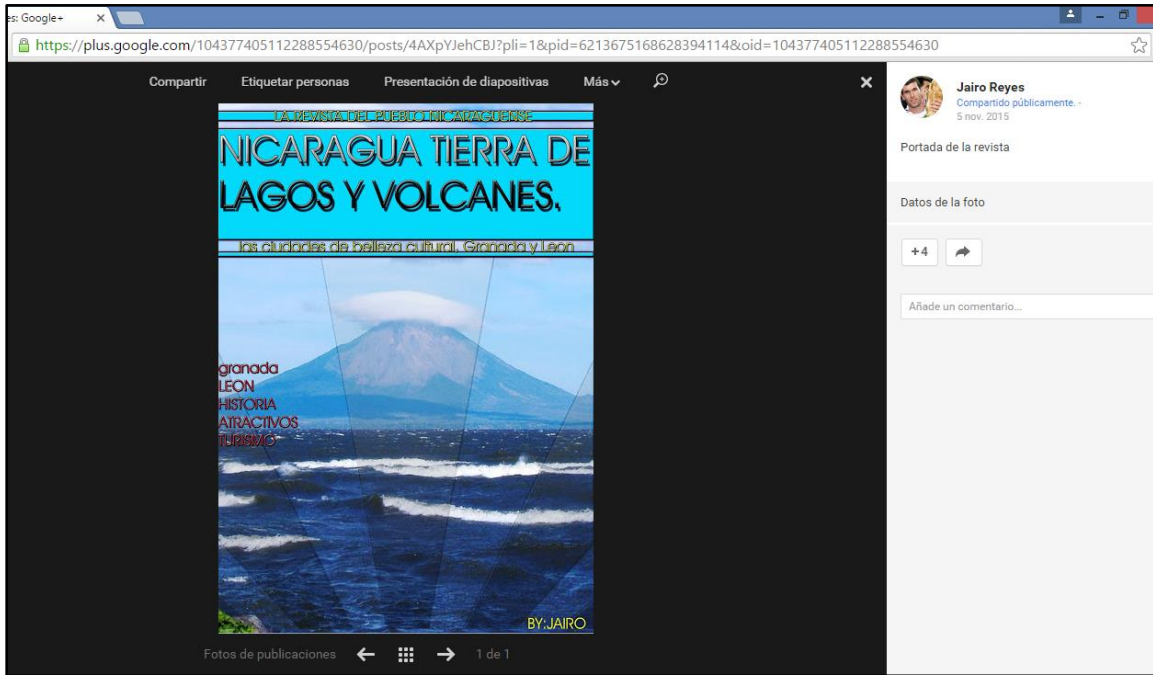 es: Google+
https://plus.google.com/104377405112288554630/posts/4AXpYJehCBJ?pli=1&pid=6213675168628394114&oid=104377405112288554630
Compartir Etiquetar personas Presentación de diapositivas Más
LA REVISTA DEL PUEBLO NICARAGUENSE
NICARAGUA TIERRA DE
LAGOS Y VOLCANES.
las ciudades de belleza cultural, Granada y Leon
granada
LEON
HISTORIA
ATRACTIVOS
TURISMO
BY:JAIRO
Fotos de publicaciones 1 de 1
Jairo Reyes
Compartido públicamente. -
5 nov. 2015
Portada de la revista
Datos de la foto
+4
Añade un comentario...